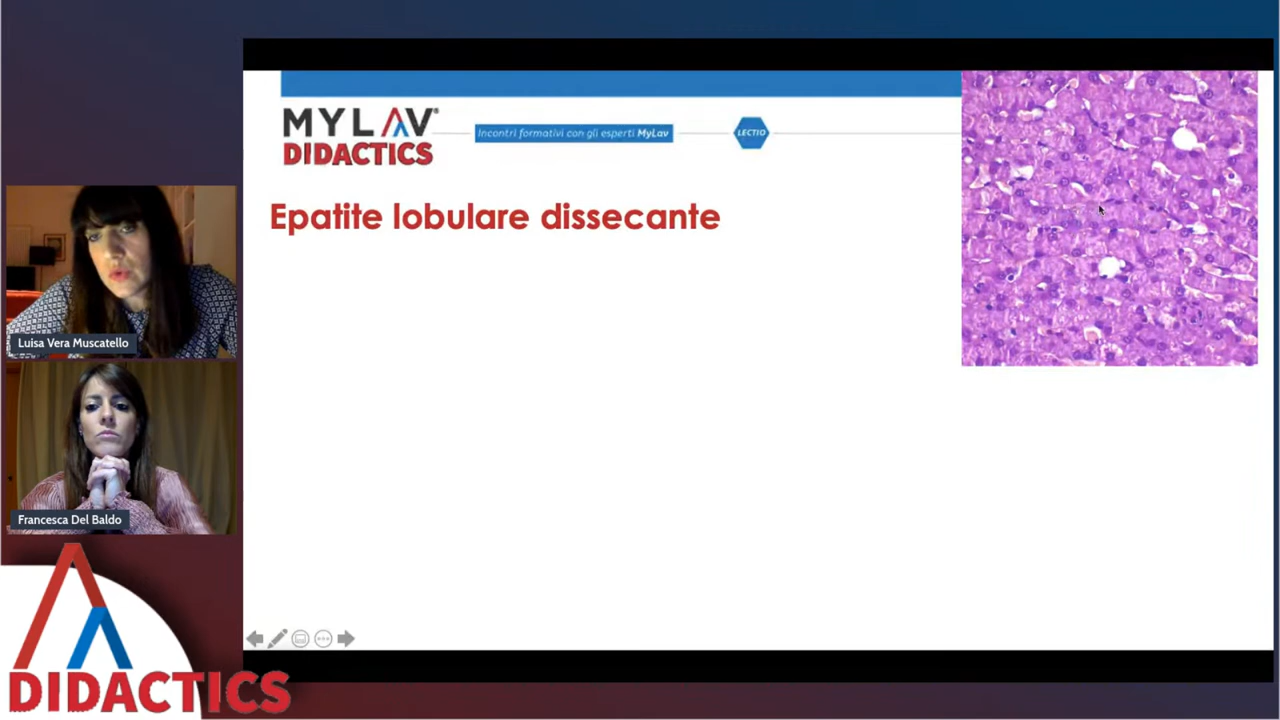 MYLAV®
DIDACTICS
Incontri formativi con gli esperti MyLav
LECTIO
Epatite lobulare dissecante
Luisa Vera Muscatello
Francesca Del Baldo
DIDACTICS